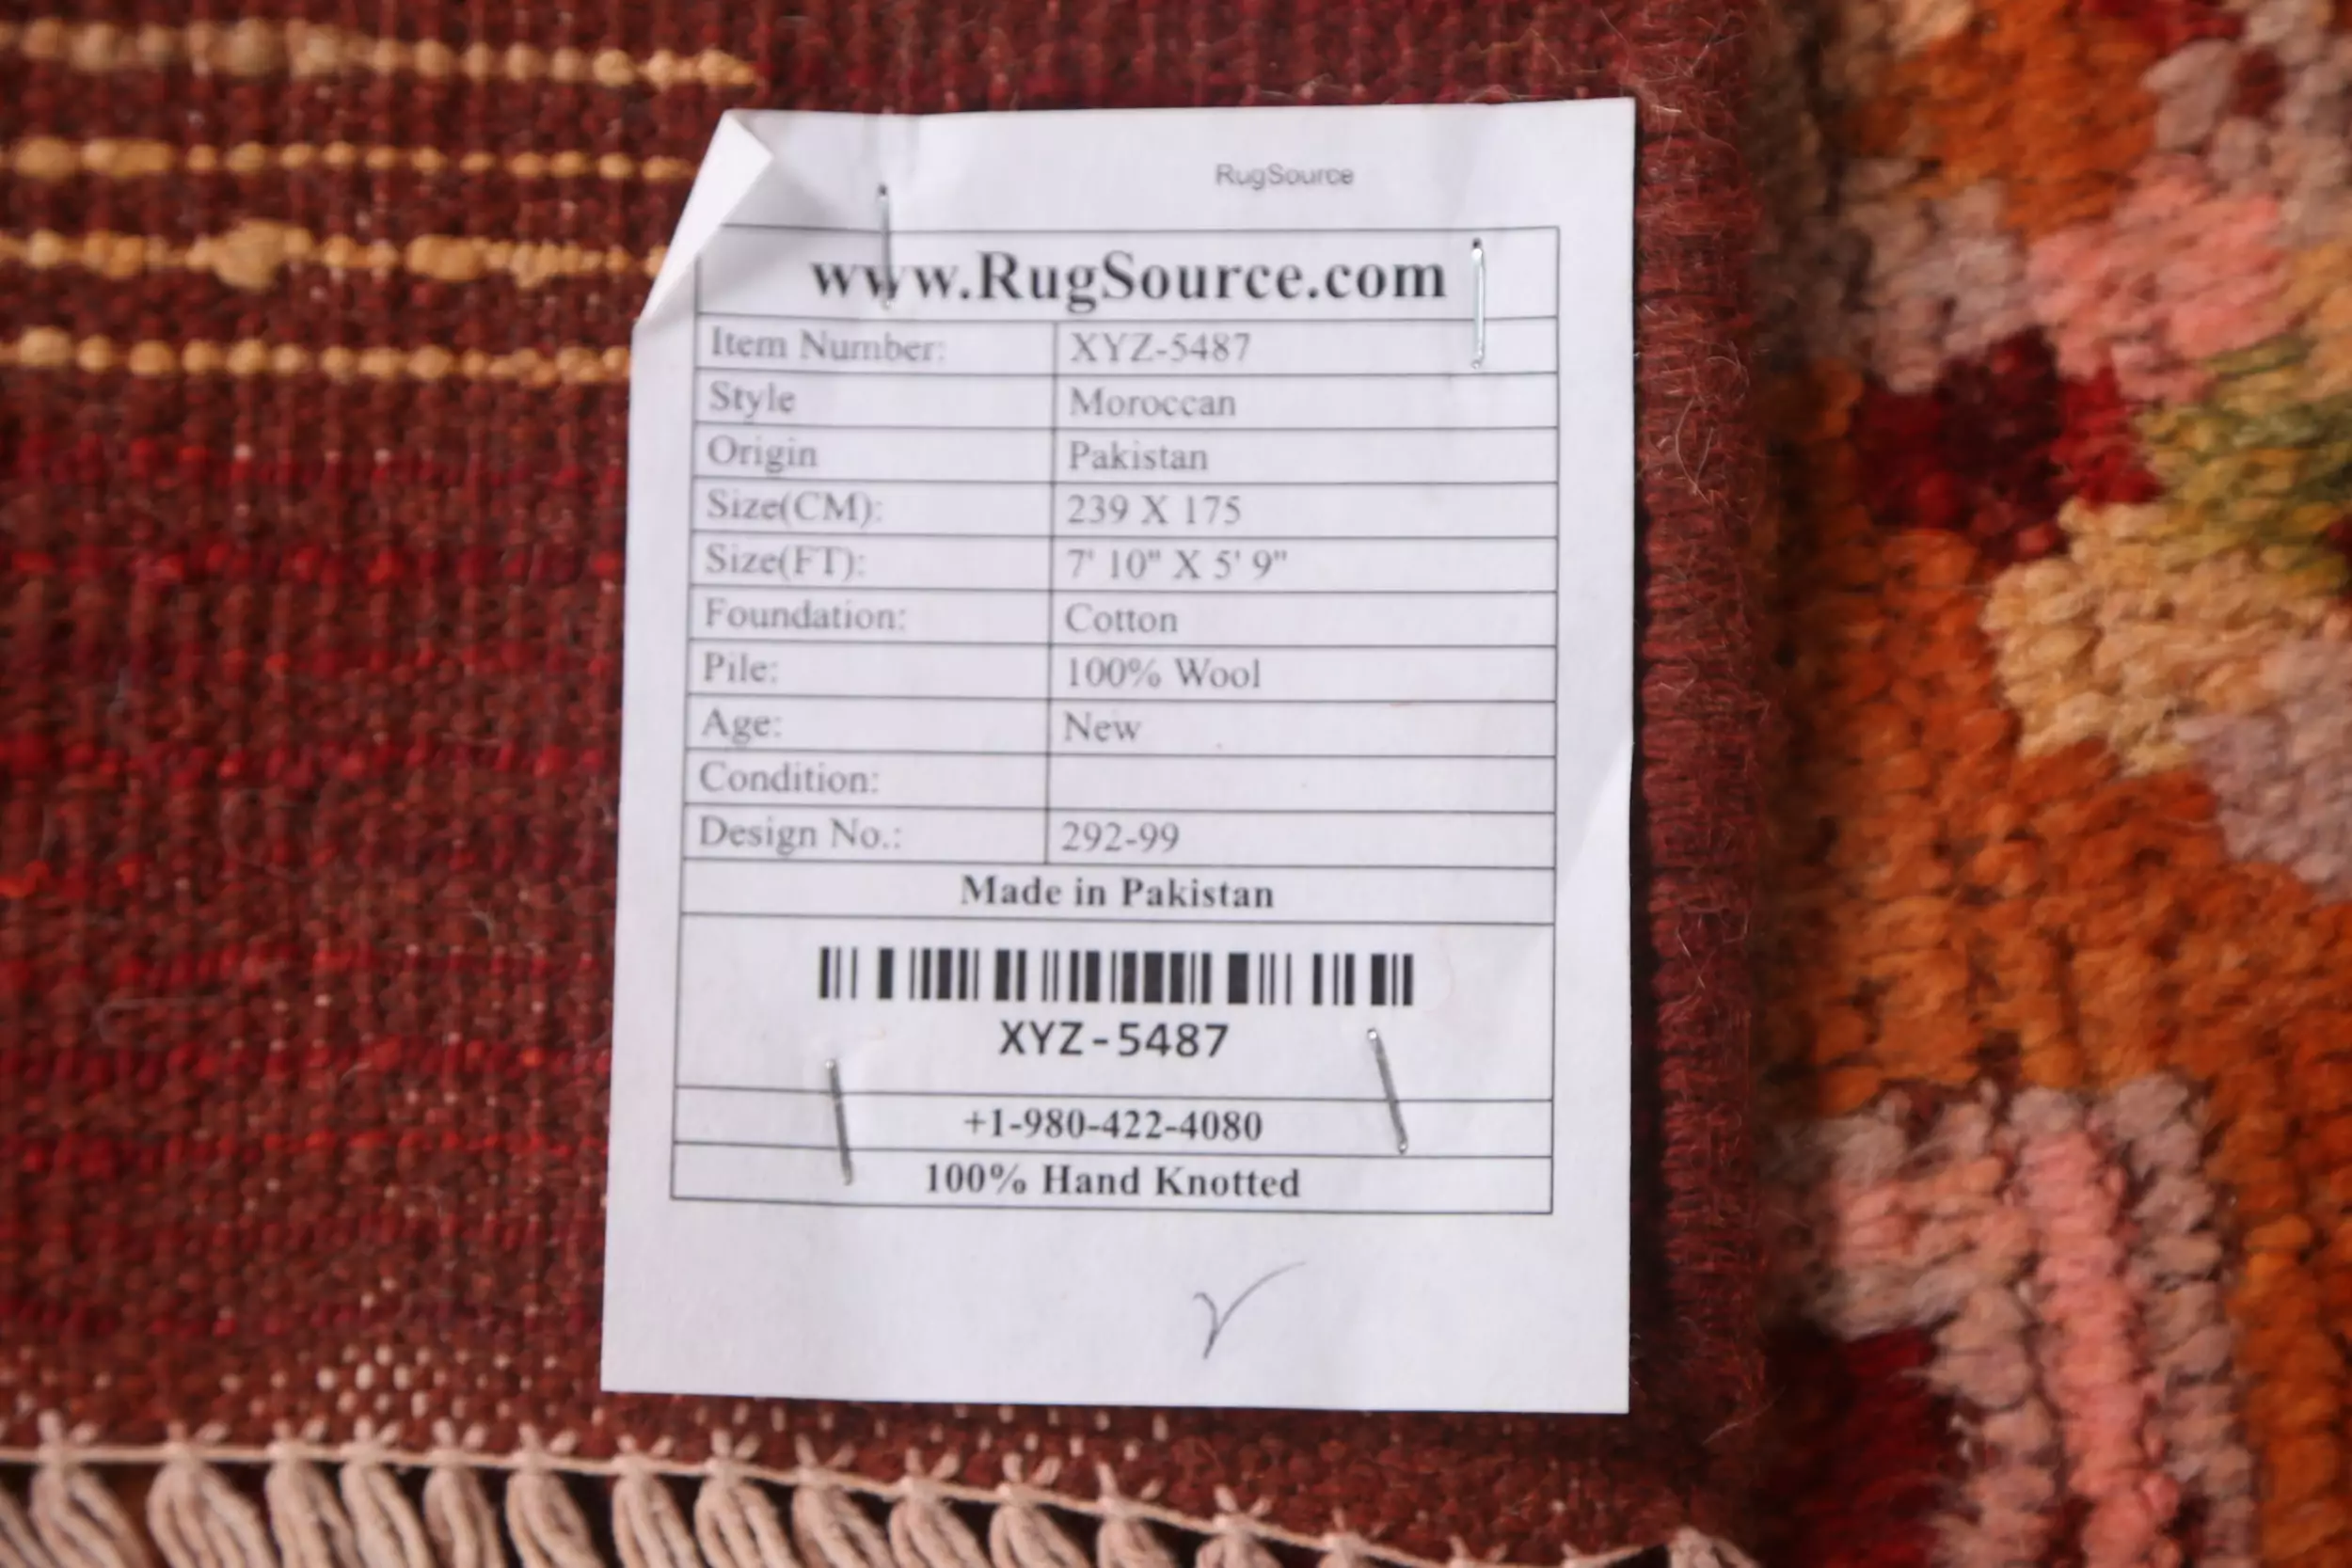 RugSource
www.RugSource.com
Item Number: XYZ-5487
Style Moroccan
Origin Pakistan
Size(CM): 239 X 175
Size(FT): 7' 10" X 5' 9"
Foundation: Cotton
Pile: 100% Wool
Age: New
Condition:
Design No.: 292-99
Made in Pakistan
XYZ-5487
+1-980-422-4080
100% Hand Knotted